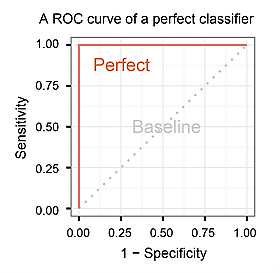 A ROC curve of a perfect classifier
1.00
Perfect
0.75
Sensitivity
0.50
Baseline
0.25
0.00
0.00 0.25 0.50 0.75 1.00
1 − Specificity